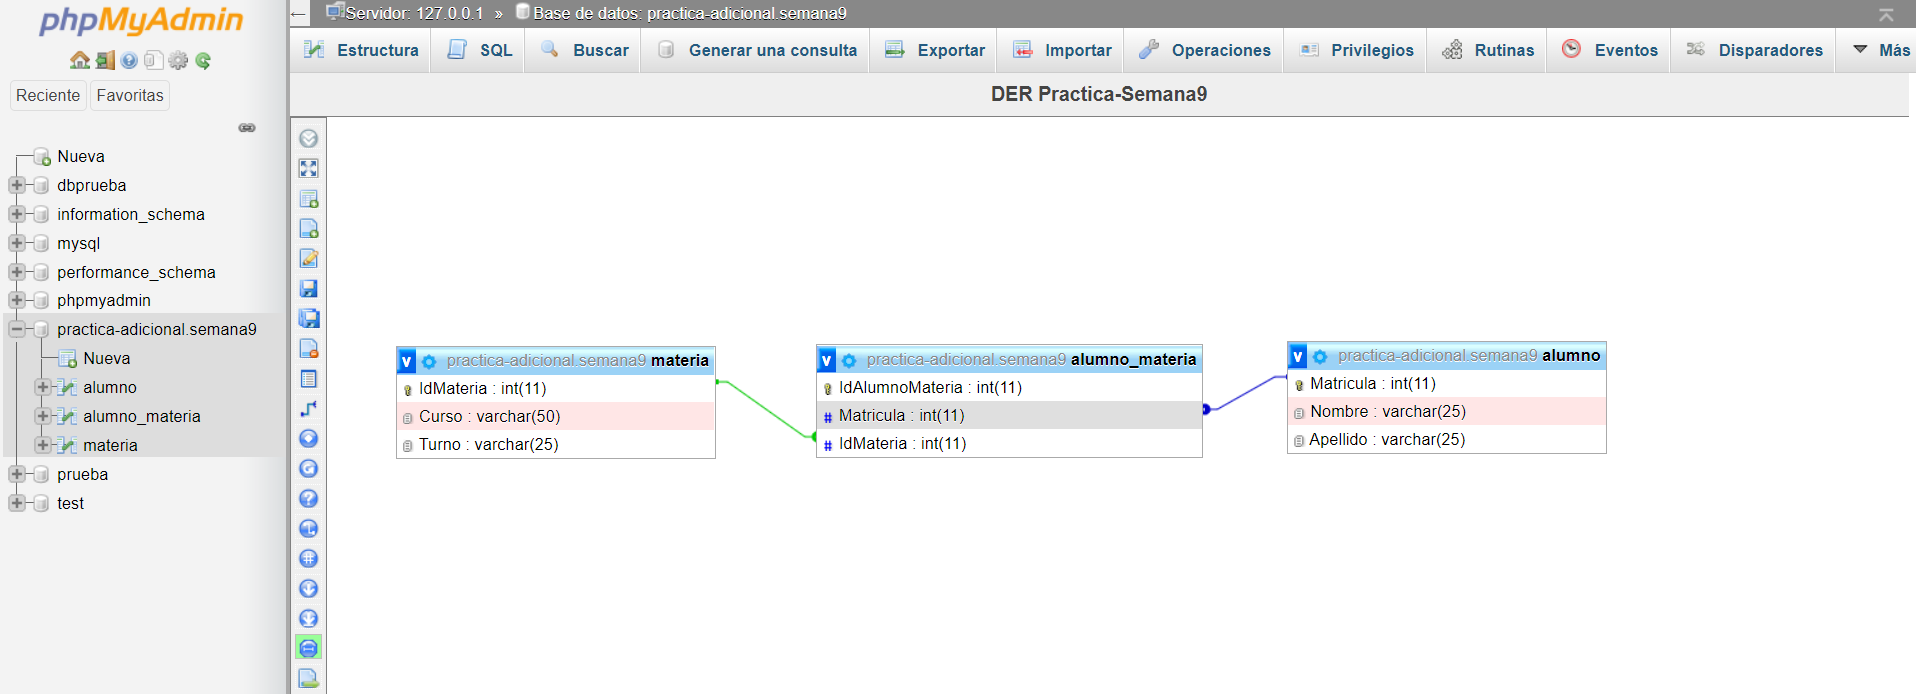 phpMyAdmin
Reciente Favoritas
Nueva
dbprueba
information_schema
mysql
performance_schema
phpmyadmin
practica-adicional.semana9
Nueva
alumno
alumno_materia
materia
prueba
test
← Servidor: 127.0.0.1 » Base de datos: practica-adicional.semana9
Estructura SQL Buscar Generar una consulta Exportar Importar Operaciones Privilegios Rutinas Eventos Disparadores Más
DER Practica-Semana9
v practica-adicional.semana9 materia
IdMateria : int(11)
Curso : varchar(50)
Turno : varchar(25)
v practica-adicional.semana9 alumno_materia
IdAlumnoMateria : int(11)
# Matricula : int(11)
# IdMateria : int(11)
v practica-adicional.semana9 alumno
Matricula : int(11)
Nombre : varchar(25)
Apellido : varchar(25)